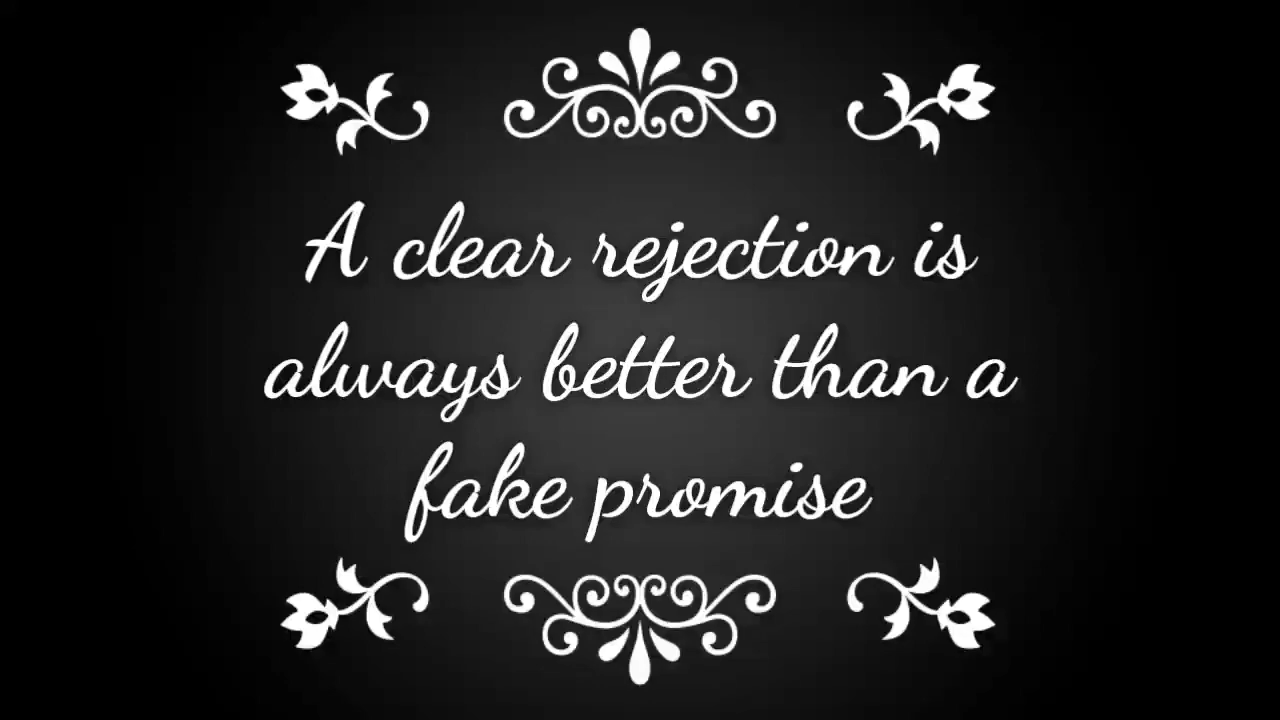 A clear rejection is
always better than a
fake promise